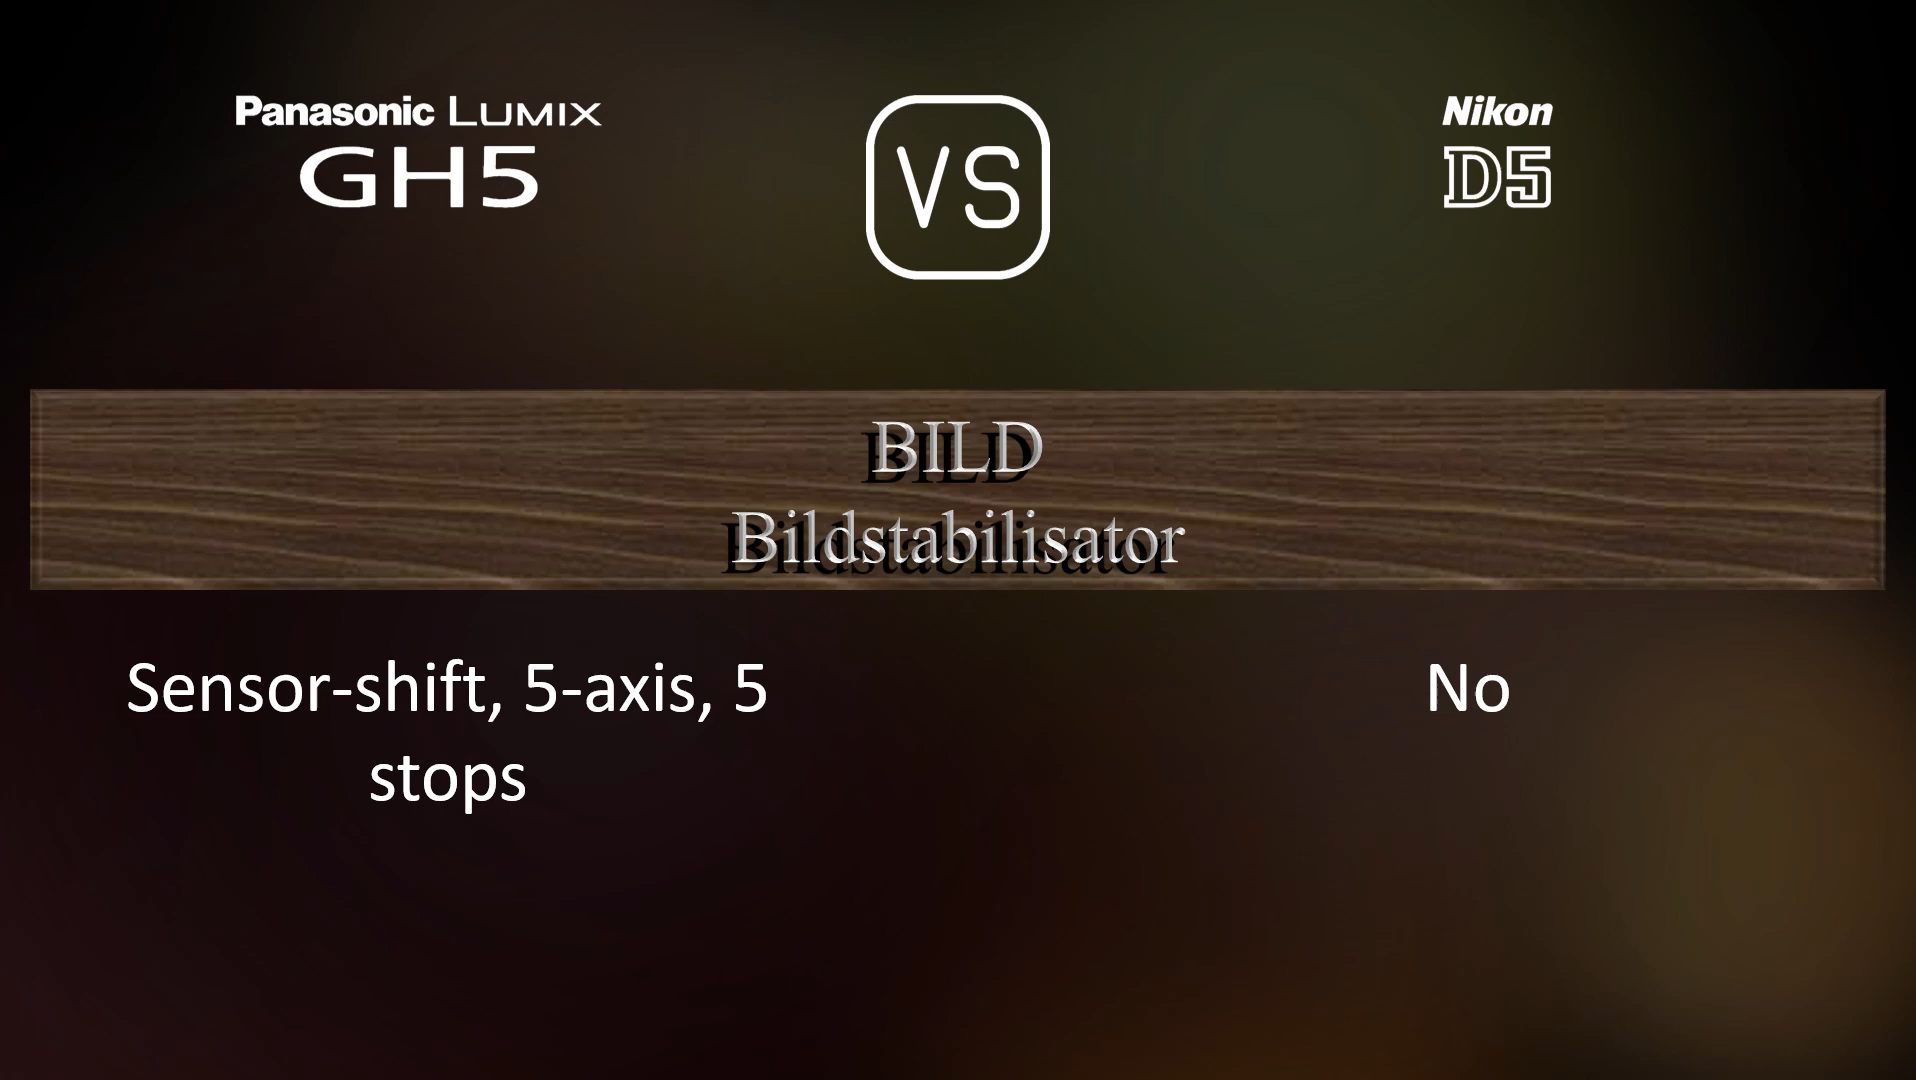 Panasonic LUMIX
GH5
VS
Nikon
D5
BILD
Bildstabilisator
Sensor-shift, 5-axis, 5
stops
No